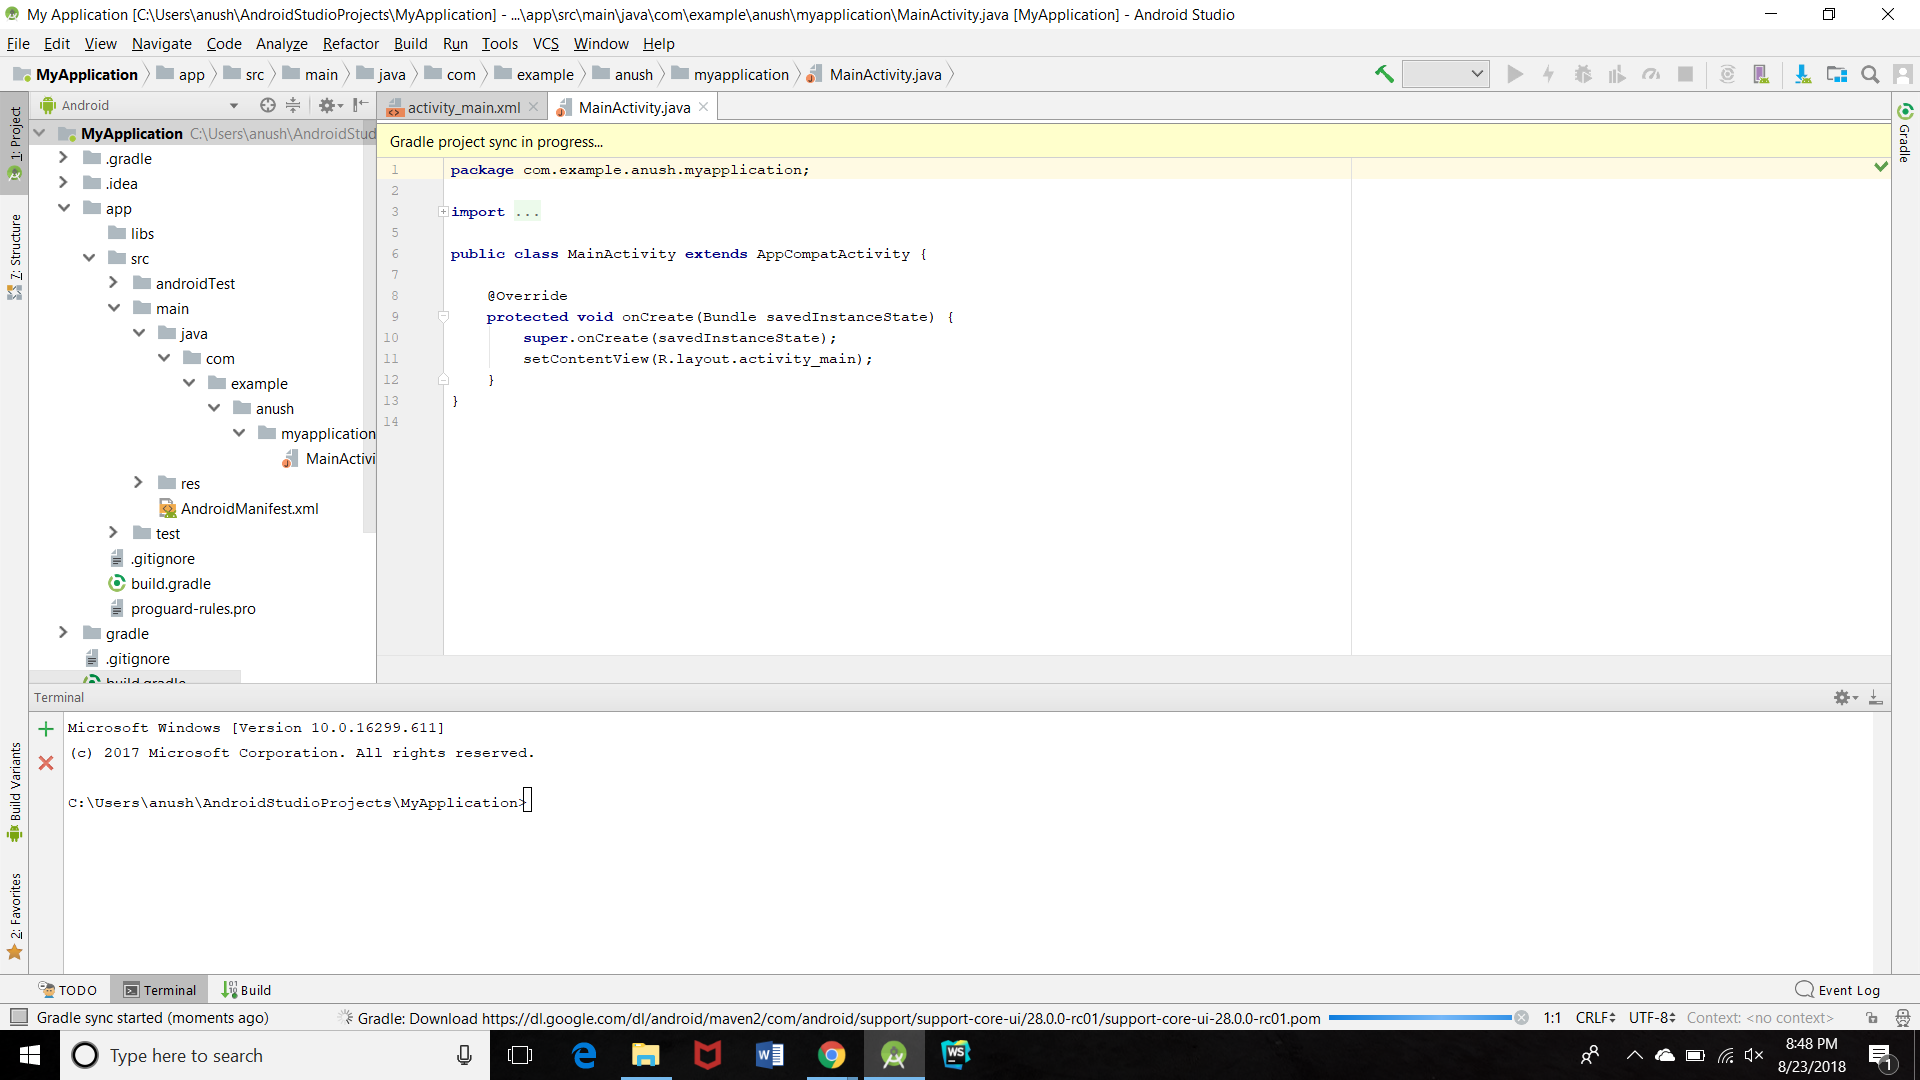 My Application [C:\Users\anush\AndroidStudioProjects\MyApplication] - ...\app\src\main\java\com\example\anush\myapplication\MainActivity.java [MyApplication] - Android Studio
File Edit View Navigate Code Analyze Refactor Build Run Tools VCS Window Help
MyApplication app src main java com example anush myapplication MainActivity.java
Android
activity_main.xml
MainActivity.java
1: Project
7: Structure
Build Variants
2: Favorites
Gradle
MyApplication C:\Users\anush\AndroidStud
.gradle
.idea
app
libs
src
androidTest
main
java
com
example
anush
myapplication
MainActivi
res
AndroidManifest.xml
test
.gitignore
build.gradle
proguard-rules.pro
gradle
.gitignore
build.gradle
Gradle project sync in progress...
1 package com.example.anush.myapplication;
2
3 import ...
5
6 public class MainActivity extends AppCompatActivity {
7
8 @Override
9 protected void onCreate(Bundle savedInstanceState) {
10 super.onCreate(savedInstanceState);
11 setContentView(R.layout.activity_main);
12 }
13 }
14
Terminal
Microsoft Windows [Version 10.0.16299.611]
(c) 2017 Microsoft Corporation. All rights reserved.
C:\Users\anush\AndroidStudioProjects\MyApplication>
TODO Terminal Build Event Log
Gradle sync started (moments ago) Gradle: Download https://dl.google.com/dl/android/maven2/com/android/support/support-core-ui/28.0.0-rc01/support-core-ui-28.0.0-rc01.pom 1:1 CRLF UTF-8 Context: <no context>
Type here to search
WS
8:48 PM
8/23/2018
1